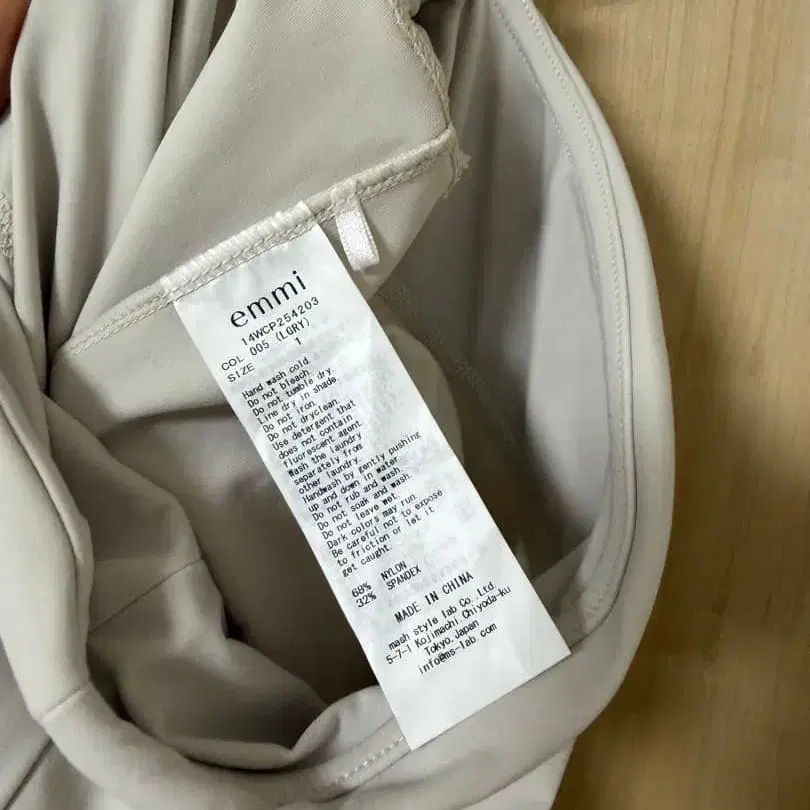 emmi
14WCP254203
COL 005 (LGRY)
SIZE 1
Hand wash cold.
Do not bleach.
Do not tumble dry.
Line dry in shade.
Do not iron.
Do not dryclean.
Use detergent that
does not contain
fluorescent agent.
Wash the laundry
separately from
other laundry.
Handwash by gently pushing
up and down in water.
Do not rub and wash.
Do not soak and wash.
Do not leave wet.
Dark colors may run.
Be careful not to expose
to friction or let it
get caught.
68% NYLON
32% SPANDEX
MADE IN CHINA
mash style lab Co., Ltd.
5-7-1 Kojimachi, Chiyoda-ku
Tokyo, Japan
info@ms-lab.com